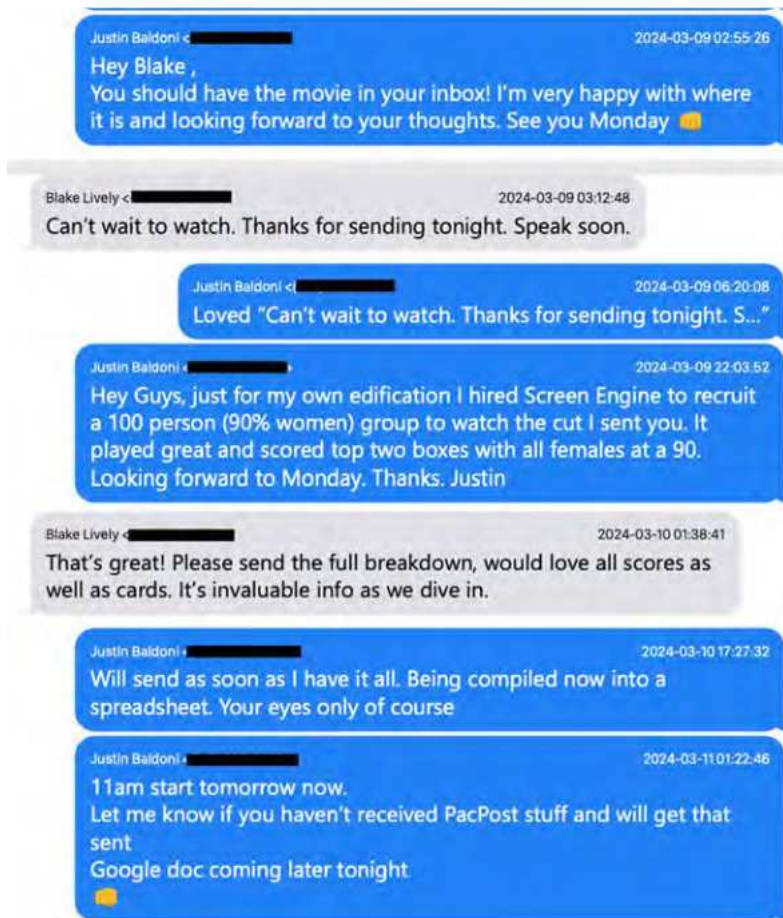 Justin Baldoni < 2024-03-09 02:55:26
Hey Blake ,
You should have the movie in your inbox! I'm very happy with where
it is and looking forward to your thoughts. See you Monday 👊
Blake Lively < 2024-03-09 03:12:48
Can't wait to watch. Thanks for sending tonight. Speak soon.
Justin Baldoni < 2024-03-09 06:20:08
Loved "Can't wait to watch. Thanks for sending tonight. S..."
Justin Baldoni 2024-03-09 22:03:52
Hey Guys, just for my own edification I hired Screen Engine to recruit
a 100 person (90% women) group to watch the cut I sent you. It
played great and scored top two boxes with all females at a 90.
Looking forward to Monday. Thanks. Justin
Blake Lively < 2024-03-10 01:38:41
That's great! Please send the full breakdown, would love all scores as
well as cards. It's invaluable info as we dive in.
Justin Baldoni 2024-03-10 17:27:32
Will send as soon as I have it all. Being compiled now into a
spreadsheet. Your eyes only of course
Justin Baldoni 2024-03-11 01:22:46
11am start tomorrow now.
Let me know if you haven't received PacPost stuff and will get that
sent
Google doc coming later tonight
👊